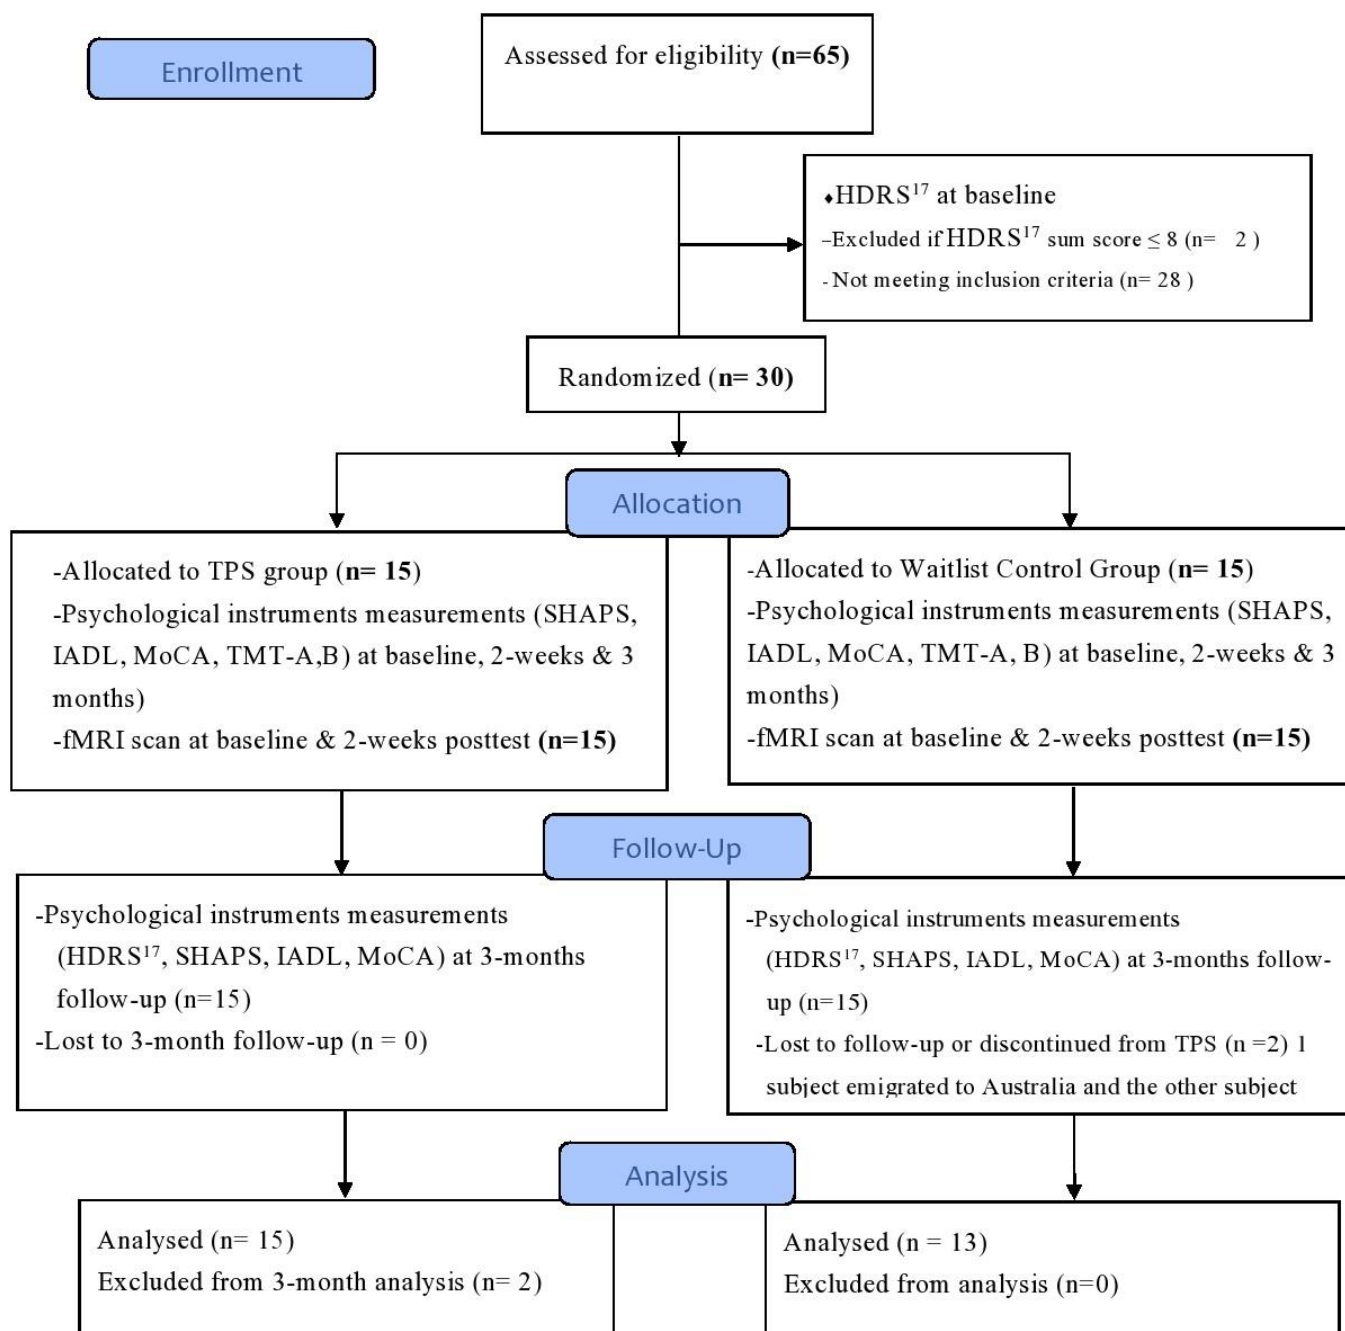 Enrollment
Assessed for eligibility (n=65)
⬧HDRS¹⁷ at baseline
–Excluded if HDRS¹⁷ sum score ≤ 8 (n= 2 )
- Not meeting inclusion criteria (n= 28 )
Randomized (n= 30)
Allocation
-Allocated to TPS group (n= 15)
-Psychological instruments measurements (SHAPS,
IADL, MoCA, TMT-A,B) at baseline, 2-weeks & 3
months)
-fMRI scan at baseline & 2-weeks posttest (n=15)
-Allocated to Waitlist Control Group (n= 15)
-Psychological instruments measurements (SHAPS,
IADL, MoCA, TMT-A, B) at baseline, 2-weeks & 3
months)
-fMRI scan at baseline & 2-weeks posttest (n=15)
Follow-Up
-Psychological instruments measurements
(HDRS¹⁷, SHAPS, IADL, MoCA) at 3-months
follow-up (n=15)
-Lost to 3-month follow-up (n = 0)
-Psychological instruments measurements
(HDRS¹⁷, SHAPS, IADL, MoCA) at 3-months follow-
up (n=15)
-Lost to follow-up or discontinued from TPS (n =2) 1
subject emigrated to Australia and the other subject
Analysis
Analysed (n= 15)
Excluded from 3-month analysis (n= 2)
Analysed (n = 13)
Excluded from analysis (n=0)